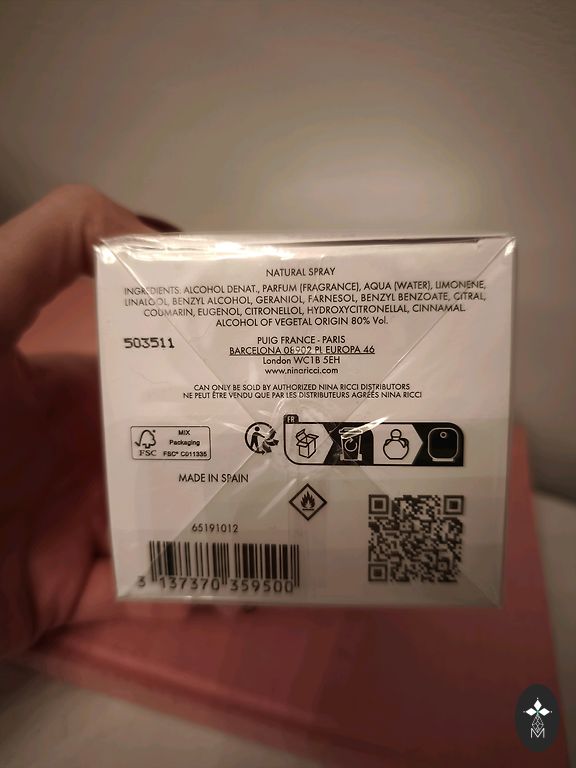 NATURAL SPRAY
INGREDIENTS: ALCOHOL DENAT., PARFUM (FRAGRANCE), AQUA (WATER), LIMONENE,
LINALOOL, BENZYL ALCOHOL, GERANIOL, FARNESOL, BENZYL BENZOATE, CITRAL,
COUMARIN, EUGENOL, CITRONELLOL, HYDROXYCITRONELLAL, CINNAMAL.
ALCOHOL OF VEGETAL ORIGIN 80% Vol.
503511
PUIG FRANCE - PARIS
BARCELONA 08902 PL EUROPA 46
London WC1B 5EH
www.ninaricci.com
CAN ONLY BE SOLD BY AUTHORIZED NINA RICCI DISTRIBUTORS
NE PEUT ÊTRE VENDU QUE PAR LES DISTRIBUTEURS AGRÉÉS NINA RICCI
FSC
MIX
Packaging
FSC® C011335
FR
MADE IN SPAIN
65191012
3 137370 359500
M